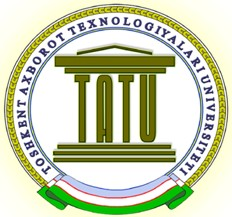 TOSHKENT AXBOROT TEXNOLOGIYALARI UNIVERSITETI
TATU